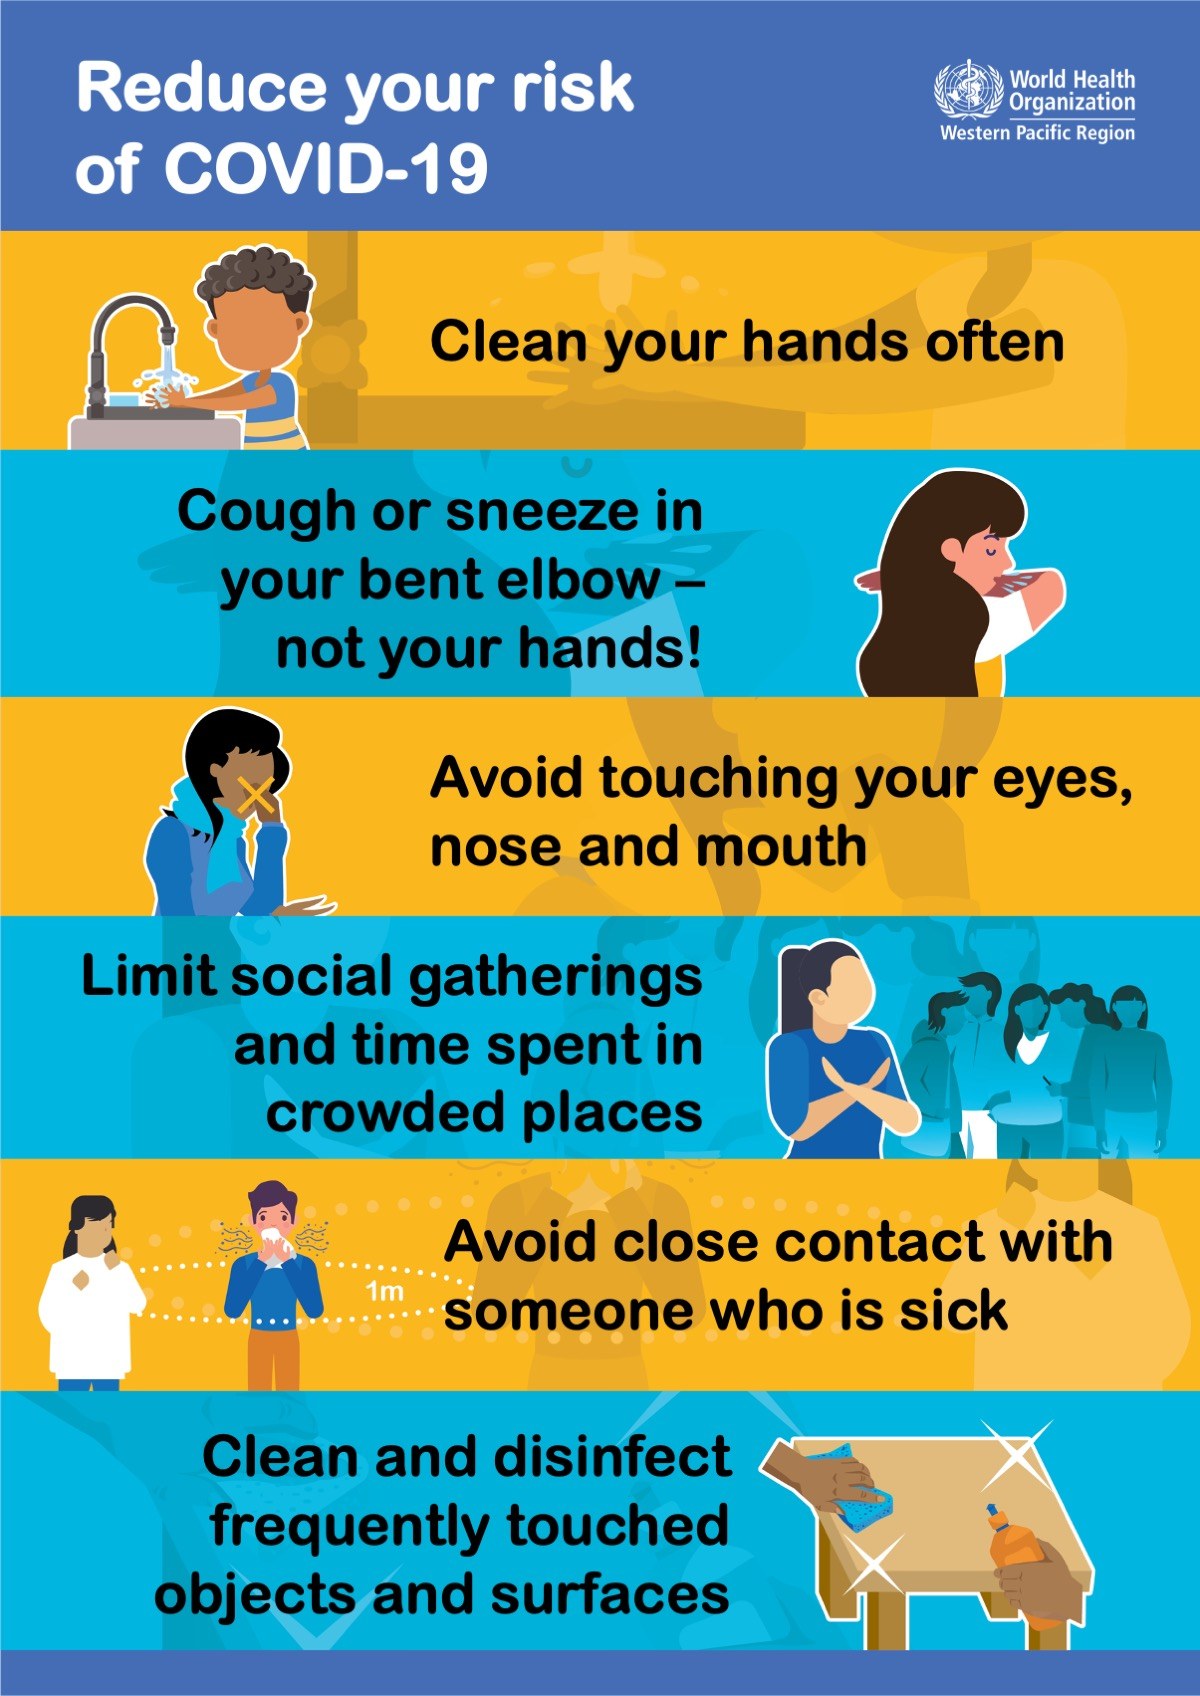 Reduce your risk
of COVID-19
World Health
Organization
Western Pacific Region
Clean your hands often
Cough or sneeze in
your bent elbow –
not your hands!
Avoid touching your eyes,
nose and mouth
Limit social gatherings
and time spent in
crowded places
1m
Avoid close contact with
someone who is sick
Clean and disinfect
frequently touched
objects and surfaces